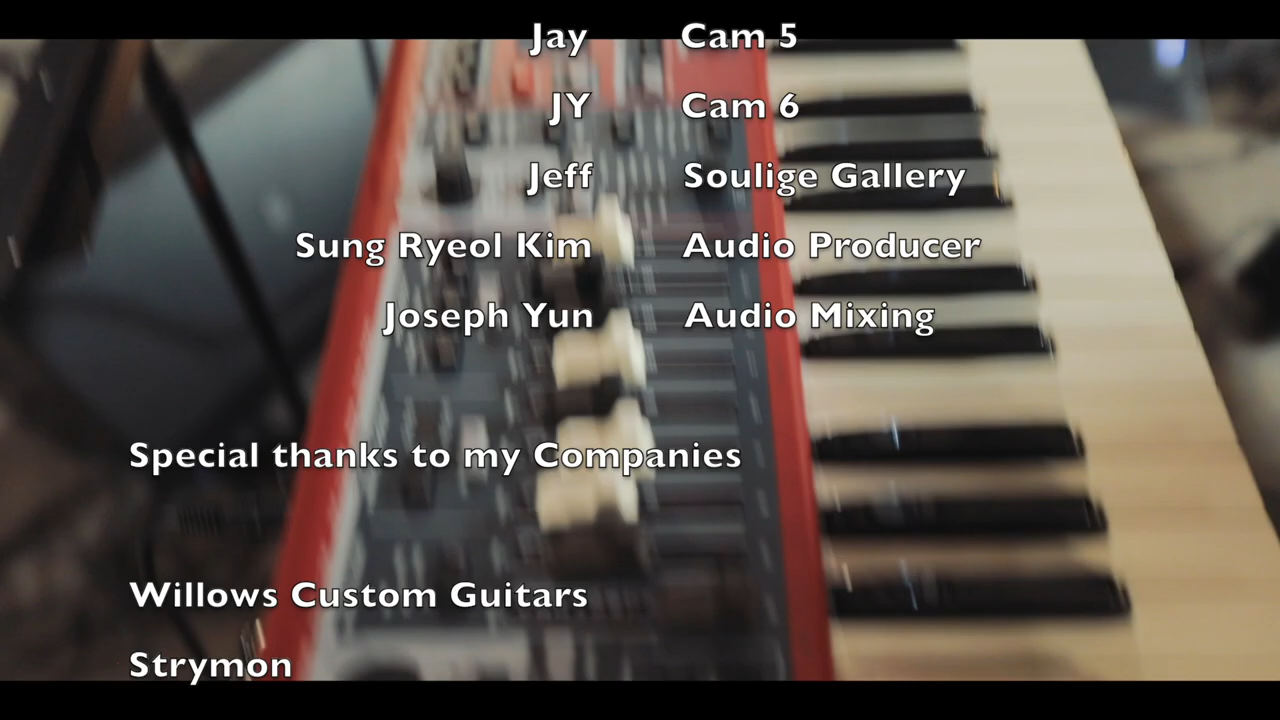 Jay Cam 5
JY Cam 6
Jeff Soulige Gallery
Sung Ryeol Kim Audio Producer
Joseph Yun Audio Mixing
Special thanks to my Companies
Willows Custom Guitars
Strymon